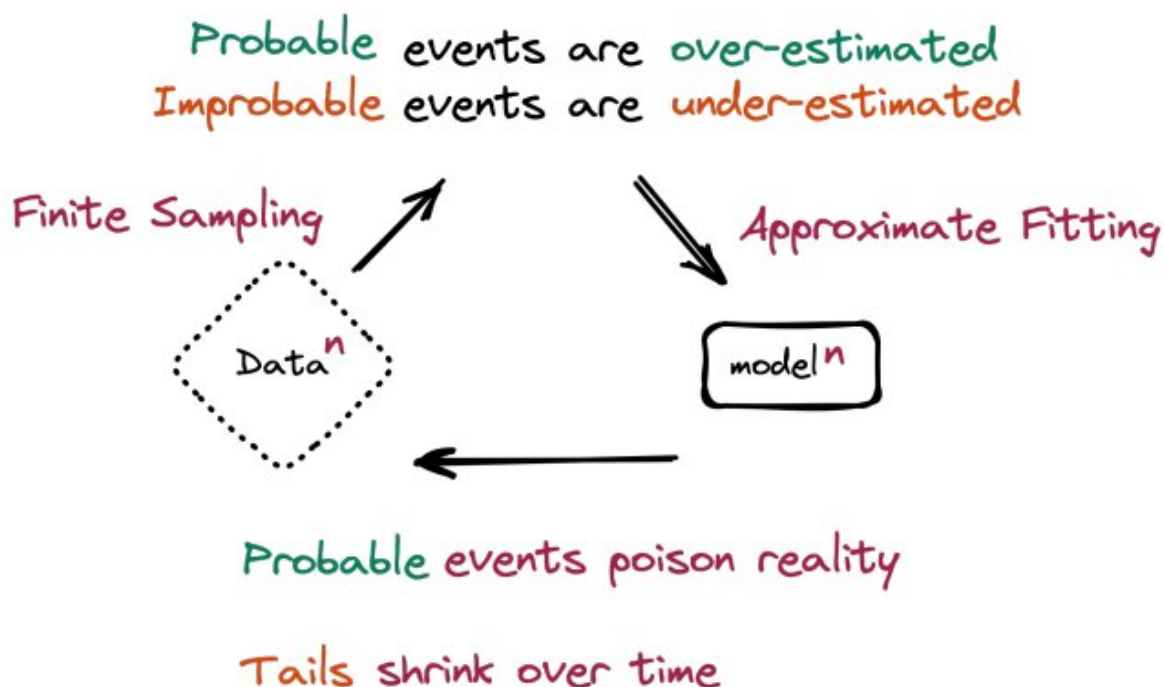 Probable events are over-estimated
Improbable events are under-estimated
Finite Sampling
Approximate Fitting
Data^n
model^n
Probable events poison reality
Tails shrink over time